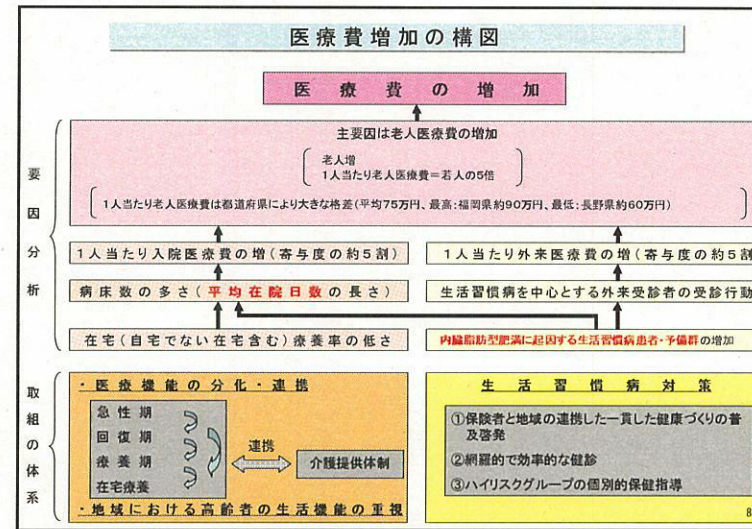 医療費増加の構図
医療費の増加
主要因は老人医療費の増加
老人増
1人当たり老人医療費=若人の5倍
1人当たり老人医療費は都道府県により大きな格差(平均75万円、最高:福岡県約90万円、最低:長野県約60万円)
要因分析
1人当たり入院医療費の増(寄与度の約5割)
1人当たり外来医療費の増(寄与度の約5割
病床数の多さ(平均在院日数の長さ)
生活習慣病を中心とする外来受診者の受診行動
在宅(自宅でない在宅含む)療養率の低さ
内臓脂肪型肥満に起因する生活習慣病患者・予備群の増加
取組の体系
・医療機能の分化・連携
急性期
回復期
療養期
在宅療養
連携
介護提供体制
・地域における高齢者の生活機能の重視
生活習慣病対策
①保険者と地域の連携した一貫した健康づくりの普
及啓発
②網羅的で効率的な健診
③ハイリスクグループの個別的保健指導
8